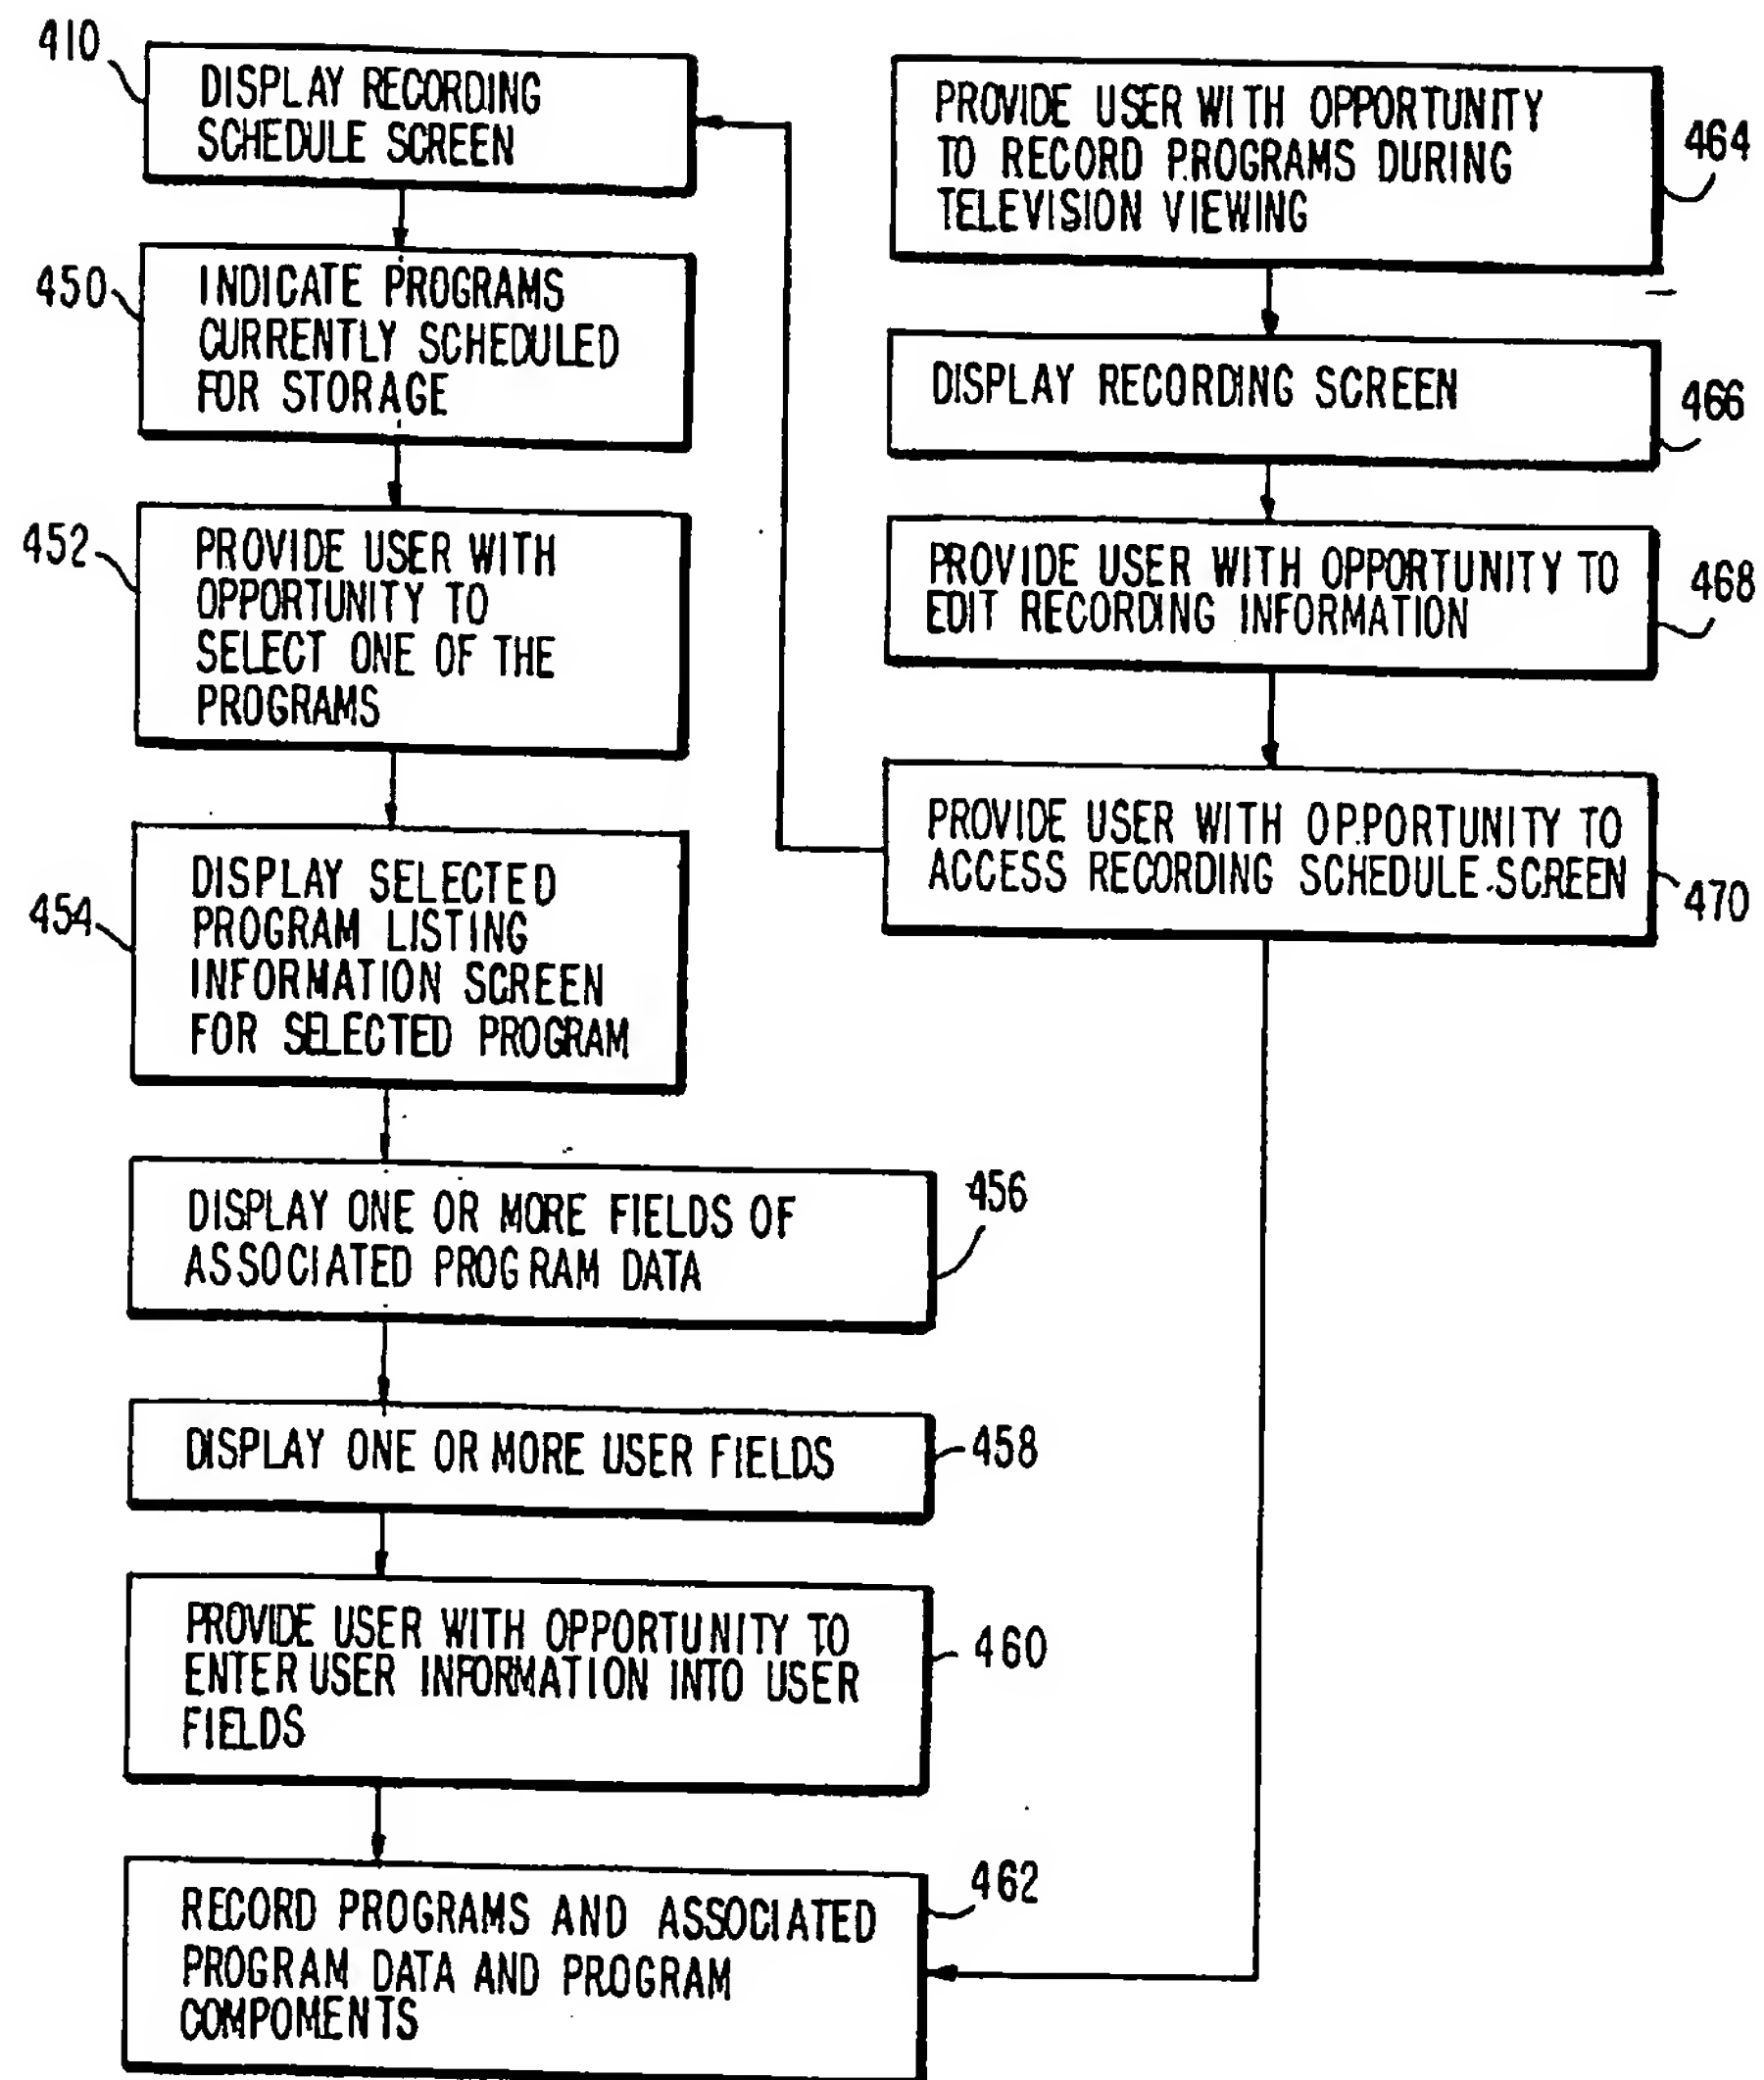 410
DISPLAY RECORDING
SCHEDULE SCREEN
450
INDICATE PROGRAMS
CURRENTLY SCHEDULED
FOR STORAGE
452
PROVIDE USER WITH
OPPORTUNITY TO
SELECT ONE OF THE
PROGRAMS
454
DISPLAY SELECTED
PROGRAM LISTING
INFORMATION SCREEN
FOR SELECTED PROGRAM
DISPLAY ONE OR MORE FIELDS OF
ASSOCIATED PROGRAM DATA
456
DISPLAY ONE OR MORE USER FIELDS
458
PROVIDE USER WITH OPPORTUNITY TO
ENTER USER INFORMATION INTO USER
FIELDS
460
RECORD PROGRAMS AND ASSOCIATED
PROGRAM DATA AND PROGRAM
COMPOMENTS
462
PROVIDE USER WITH OPPORTUNITY
TO RECORD PROGRAMS DURING
TELEVISION VIEWING
464
DISPLAY RECORDING SCREEN
466
PROVIDE USER WITH OPPORTUNITY TO
EDIT RECORDING INFORMATION
468
PROVIDE USER WITH OPPORTUNITY TO
ACCESS RECORDING SCHEDULE SCREEN
470